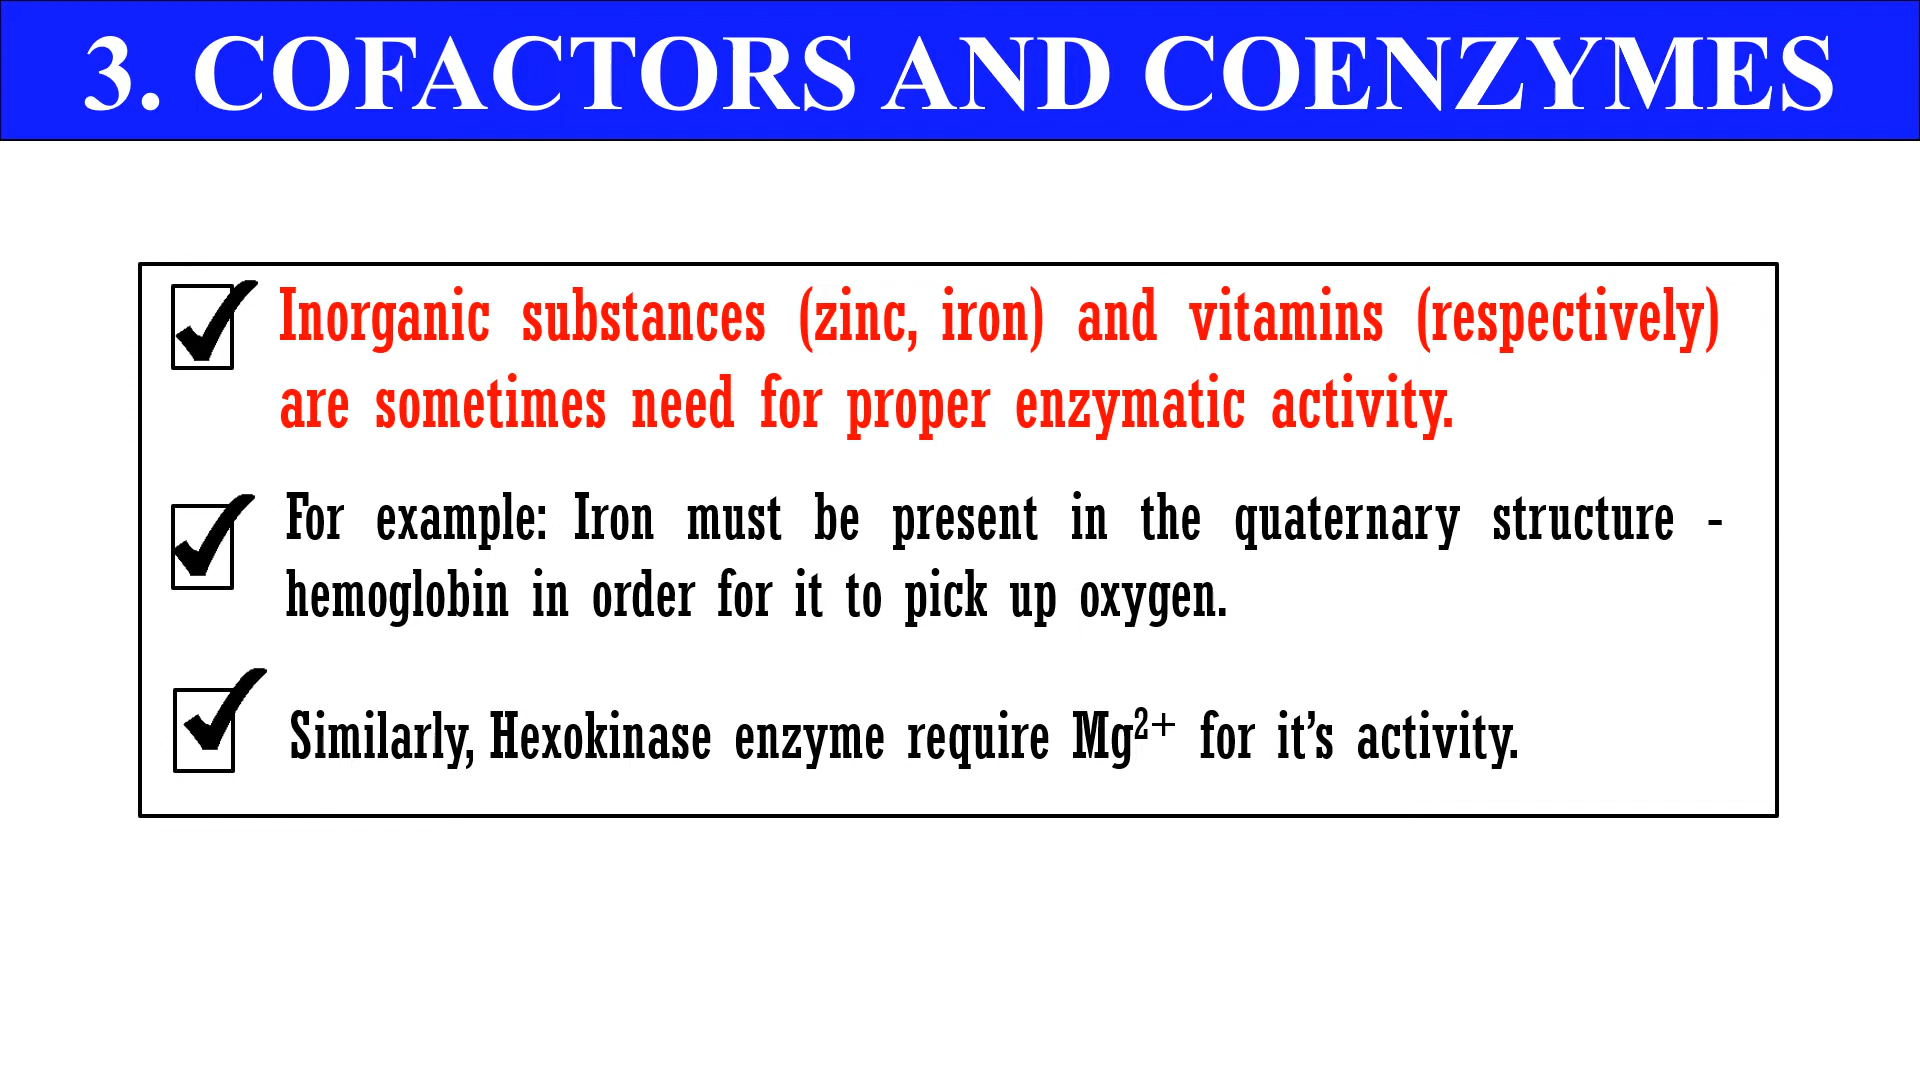 3. COFACTORS AND COENZYMES
Inorganic substances (zinc, iron) and vitamins (respectively)
are sometimes need for proper enzymatic activity.
For example: Iron must be present in the quaternary structure -
hemoglobin in order for it to pick up oxygen.
Similarly, Hexokinase enzyme require Mg²⁺ for it’s activity.